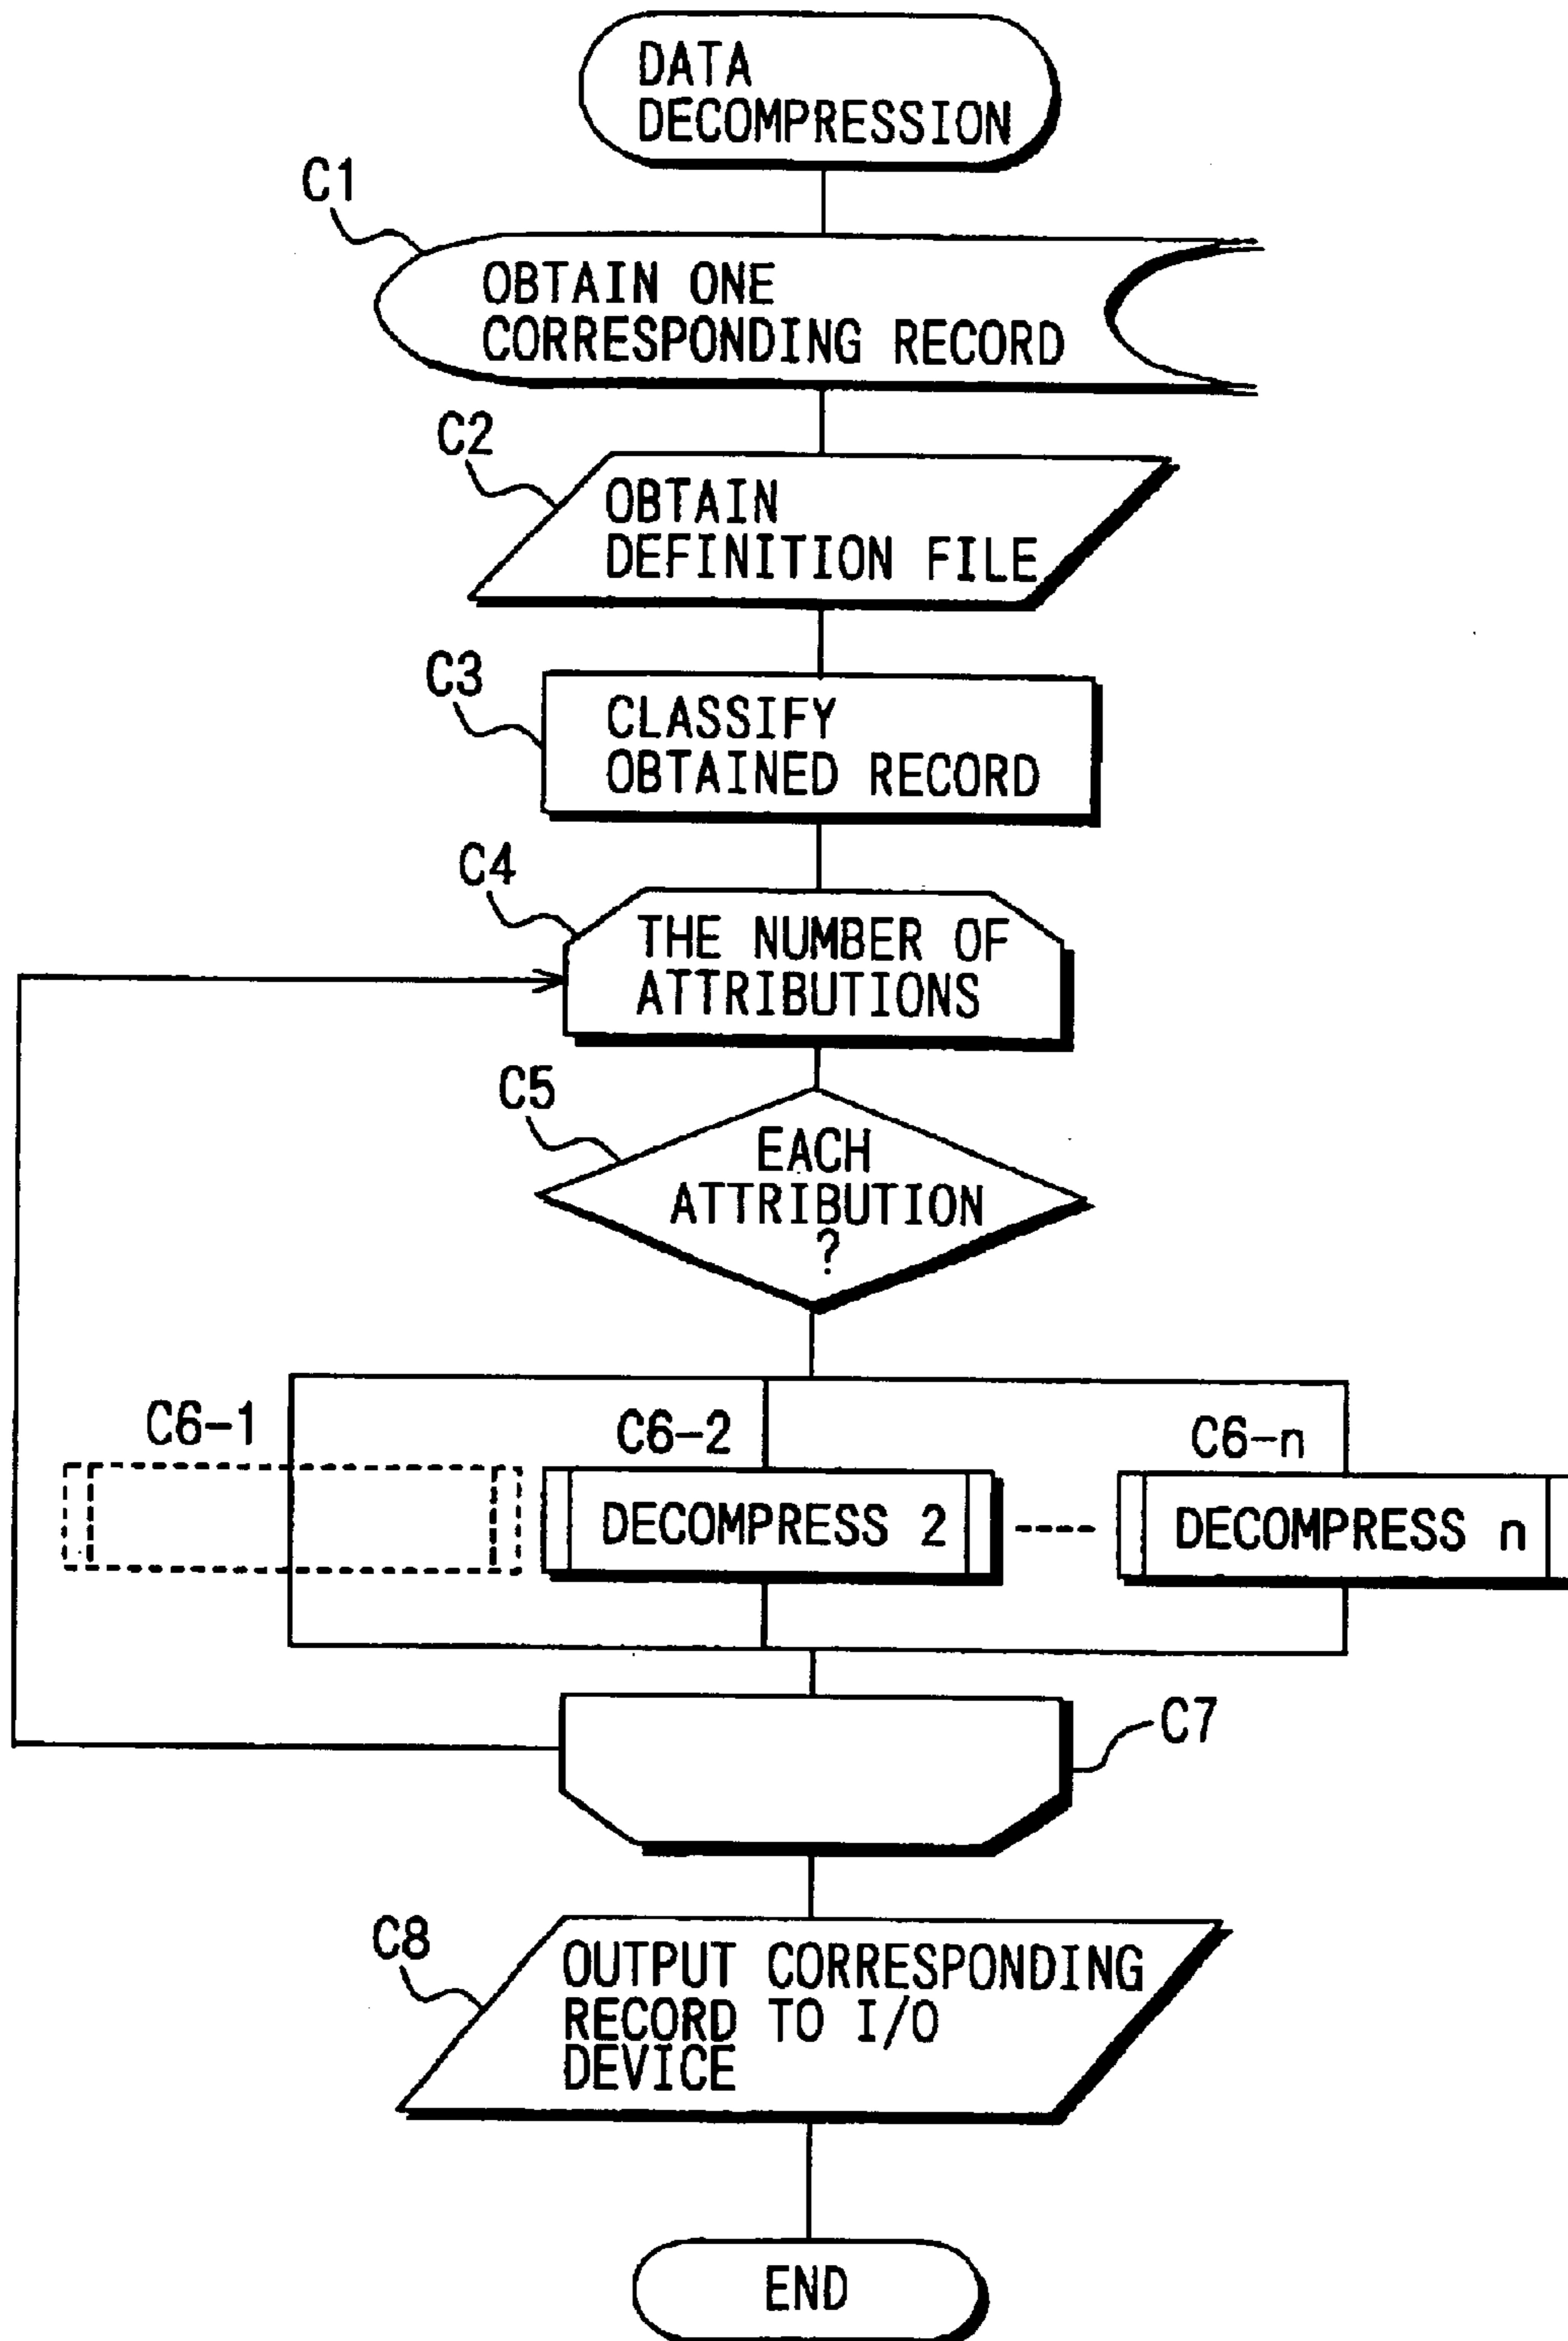 DATA
DECOMPRESSION
C1
OBTAIN ONE
CORRESPONDING RECORD
C2
OBTAIN
DEFINITION FILE
C3
CLASSIFY
OBTAINED RECORD
C4
THE NUMBER OF
ATTRIBUTIONS
C5
EACH
ATTRIBUTION
?
C6-1
C6-2
C6-n
DECOMPRESS 2
DECOMPRESS n
C7
C8
OUTPUT CORRESPONDING
RECORD TO I/O
DEVICE
END